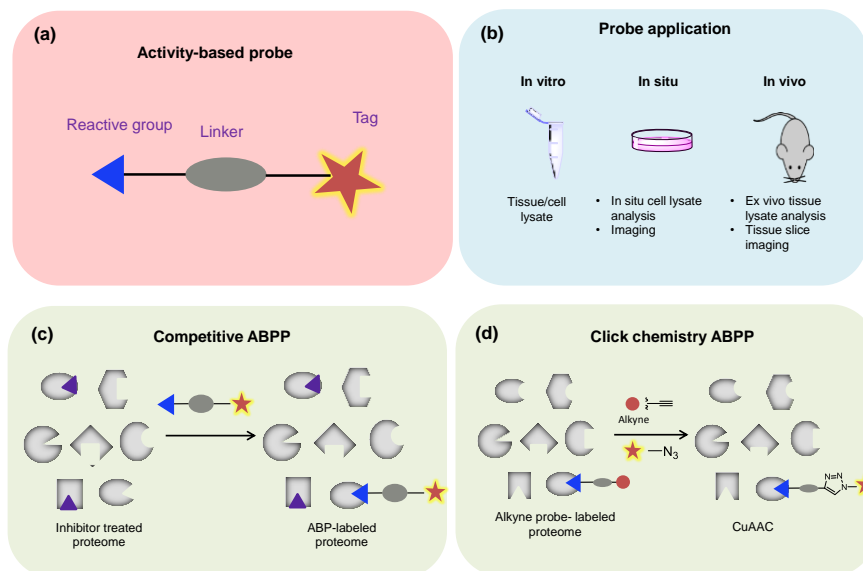 (a)
Activity-based probe
Reactive group
Linker
Tag
(b)
Probe application
In vitro
In situ
In vivo
Tissue/cell
lysate
• In situ cell lysate
analysis
• Imaging
• Ex vivo tissue
lysate analysis
• Tissue slice
imaging
(c)
Competitive ABPP
Inhibitor treated
proteome
ABP-labeled
proteome
(d)
Click chemistry ABPP
Alkyne
N3
Alkyne probe- labeled
proteome
N=N
N
CuAAC